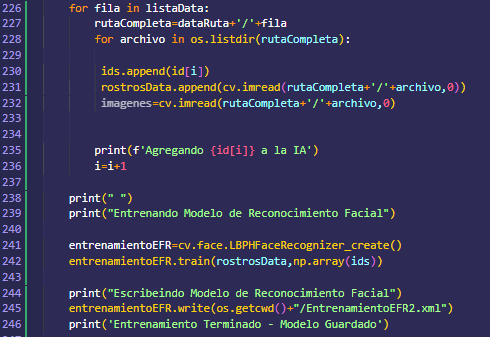 226 for fila in listaData:
227 rutaCompleta=dataRuta+'/'+fila
228 for archivo in os.listdir(rutaCompleta):
229
230 ids.append(id[i])
231 rostrosData.append(cv.imread(rutaCompleta+'/'+archivo,0))
232 imagenes=cv.imread(rutaCompleta+'/'+archivo,0)
233
234
235 print(f'Agregando {id[i]} a la IA')
236 i=i+1
237
238 print(" ")
239 print("Entrenando Modelo de Reconocimiento Facial")
240
241 entrenamientoEFR=cv.face.LBPHFaceRecognizer_create()
242 entrenamientoEFR.train(rostrosData,np.array(ids))
243
244 print("Escribeindo Modelo de Reconocimiento Facial")
245 entrenamientoEFR.write(os.getcwd()+"/EntrenamientoEFR2.xml")
246 print('Entrenamiento Terminado - Modelo Guardado')